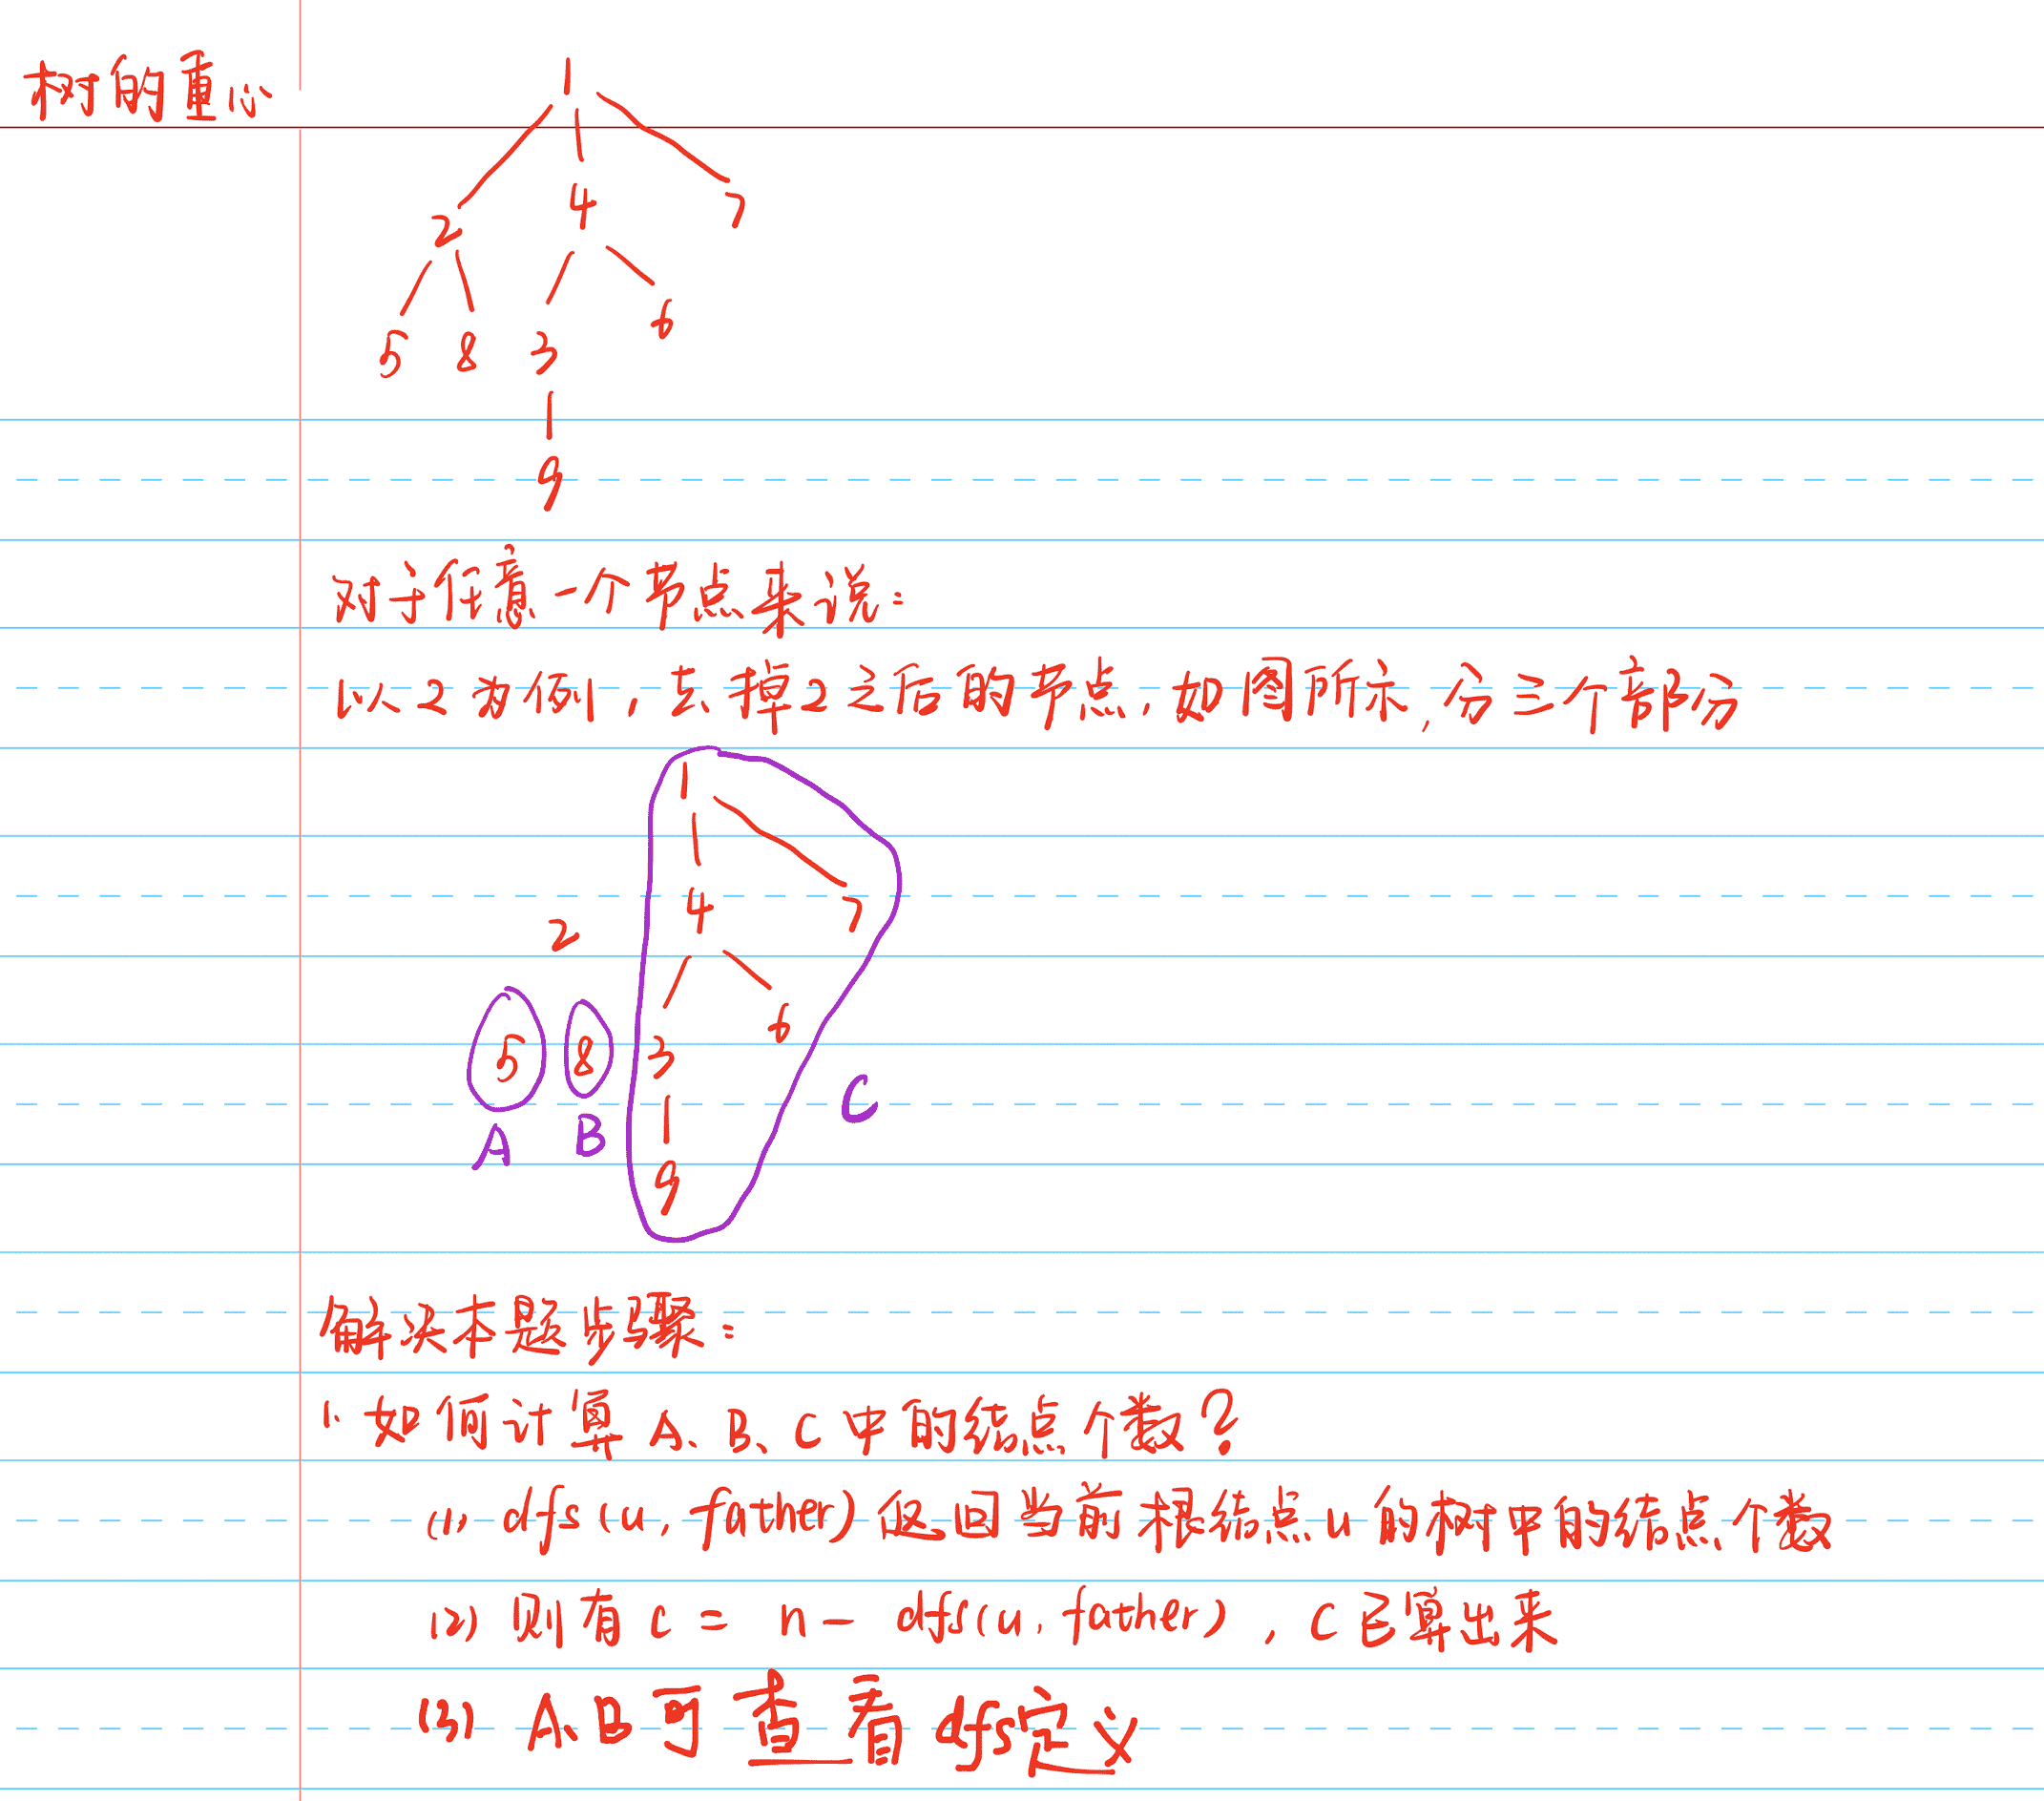 树的重心
1
2 4 7
5 8 3 6
9
对于任意一个节点来说:
以2为例,去掉2之后的节点,如图所示,分三个部分
1
4 7
2
5 8 3 6
A B C
9
解决本题步骤:
1. 如何计算A、B、C中的结点个数?
(1) dfs(u, father)返回当前根结点u的树中的结点个数
(2) 则有c = n - dfs(u, father), C已算出来
(3) A、B可查看dfs定义